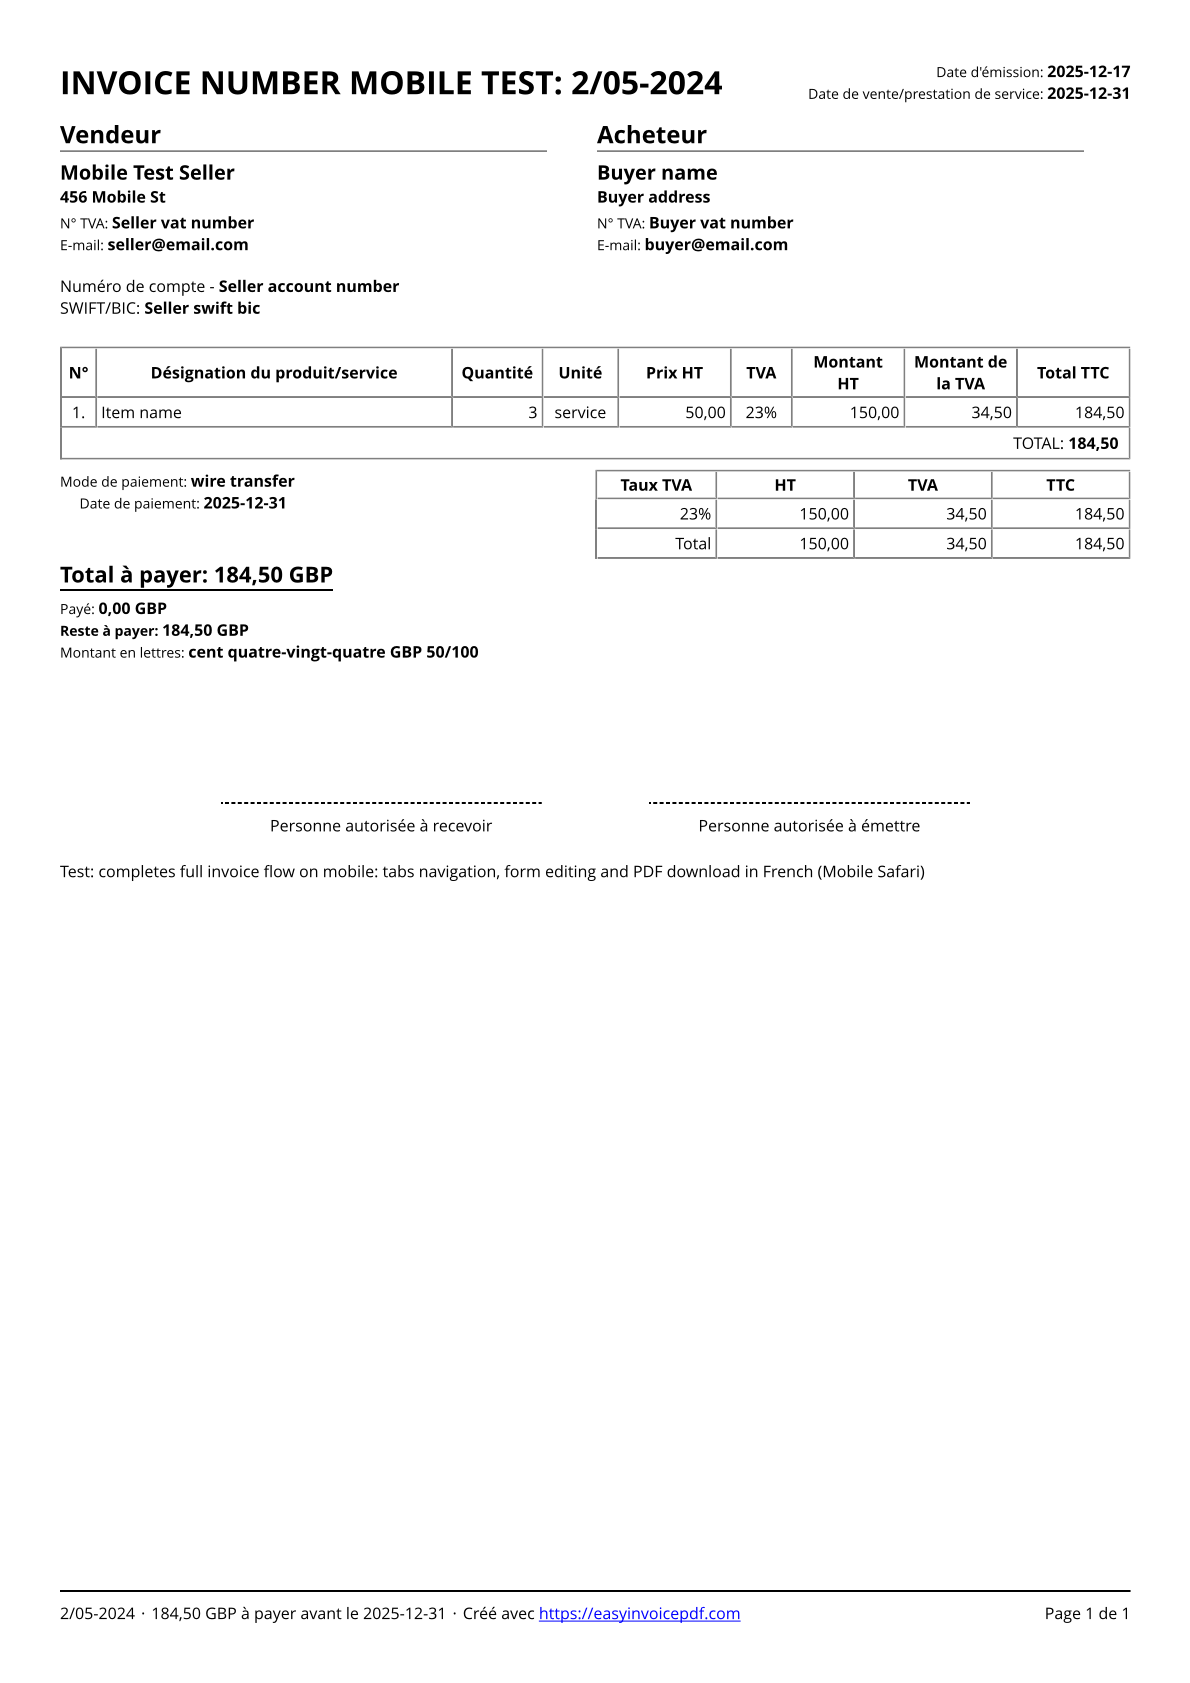 INVOICE NUMBER MOBILE TEST: 2/05-2024
Date d'émission: 2025-12-17
Date de vente/prestation de service: 2025-12-31
Vendeur
Mobile Test Seller
456 Mobile St
N° TVA: Seller vat number
E-mail: seller@email.com
Numéro de compte - Seller account number
SWIFT/BIC: Seller swift bic
Acheteur
Buyer name
Buyer address
N° TVA: Buyer vat number
E-mail: buyer@email.com
N° Désignation du produit/service Quantité Unité Prix HT TVA Montant HT Montant de la TVA Total TTC
1. Item name 3 service 50,00 23% 150,00 34,50 184,50
TOTAL: 184,50
Mode de paiement: wire transfer
Date de paiement: 2025-12-31
Taux TVA HT TVA TTC
23% 150,00 34,50 184,50
Total 150,00 34,50 184,50
Total à payer: 184,50 GBP
Payé: 0,00 GBP
Reste à payer: 184,50 GBP
Montant en lettres: cent quatre-vingt-quatre GBP 50/100
Personne autorisée à recevoir
Personne autorisée à émettre
Test: completes full invoice flow on mobile: tabs navigation, form editing and PDF download in French (Mobile Safari)
2/05-2024 · 184,50 GBP à payer avant le 2025-12-31 · Créé avec https://easyinvoicepdf.com
Page 1 de 1